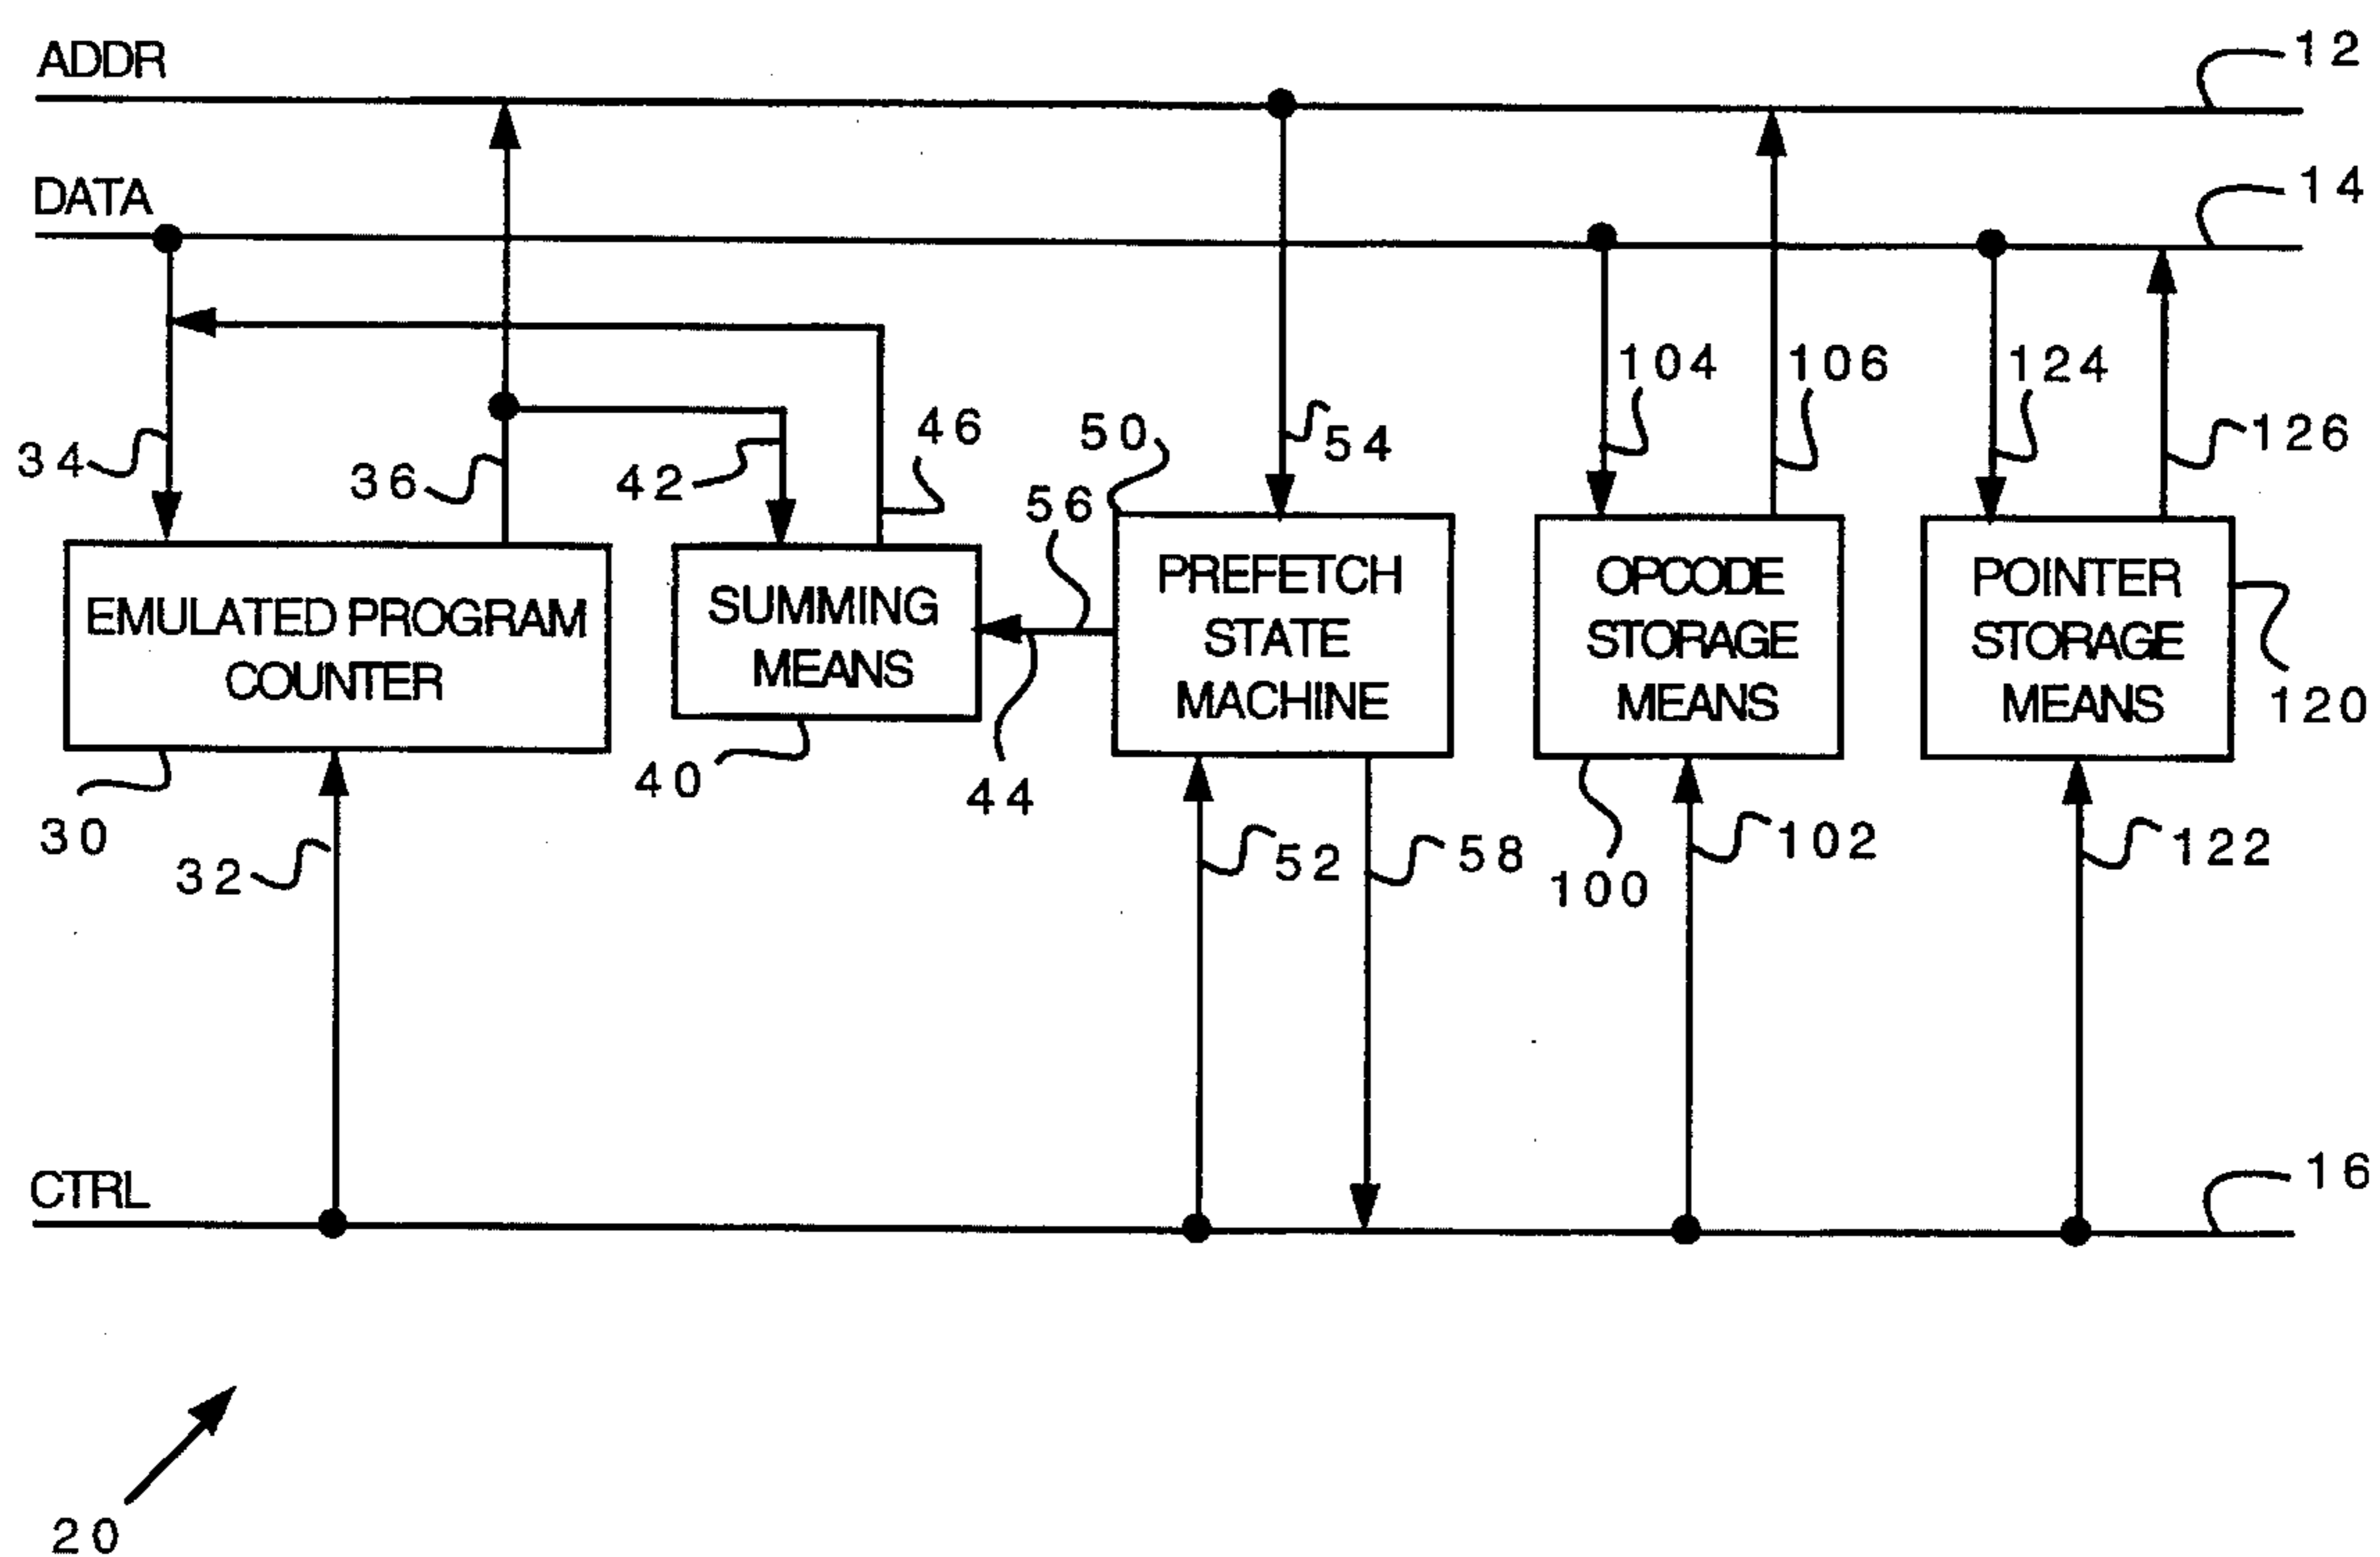 ADDR
12
DATA
14
104
106
124
126
34
36
42
46
50
54
56
EMULATED PROGRAM
COUNTER
SUMMING
MEANS
PREFETCH
STATE
MACHINE
OPCODE
STORAGE
MEANS
POINTER
STORAGE
MEANS
120
30
32
40
44
52
58
100
102
122
CTRL
16
20